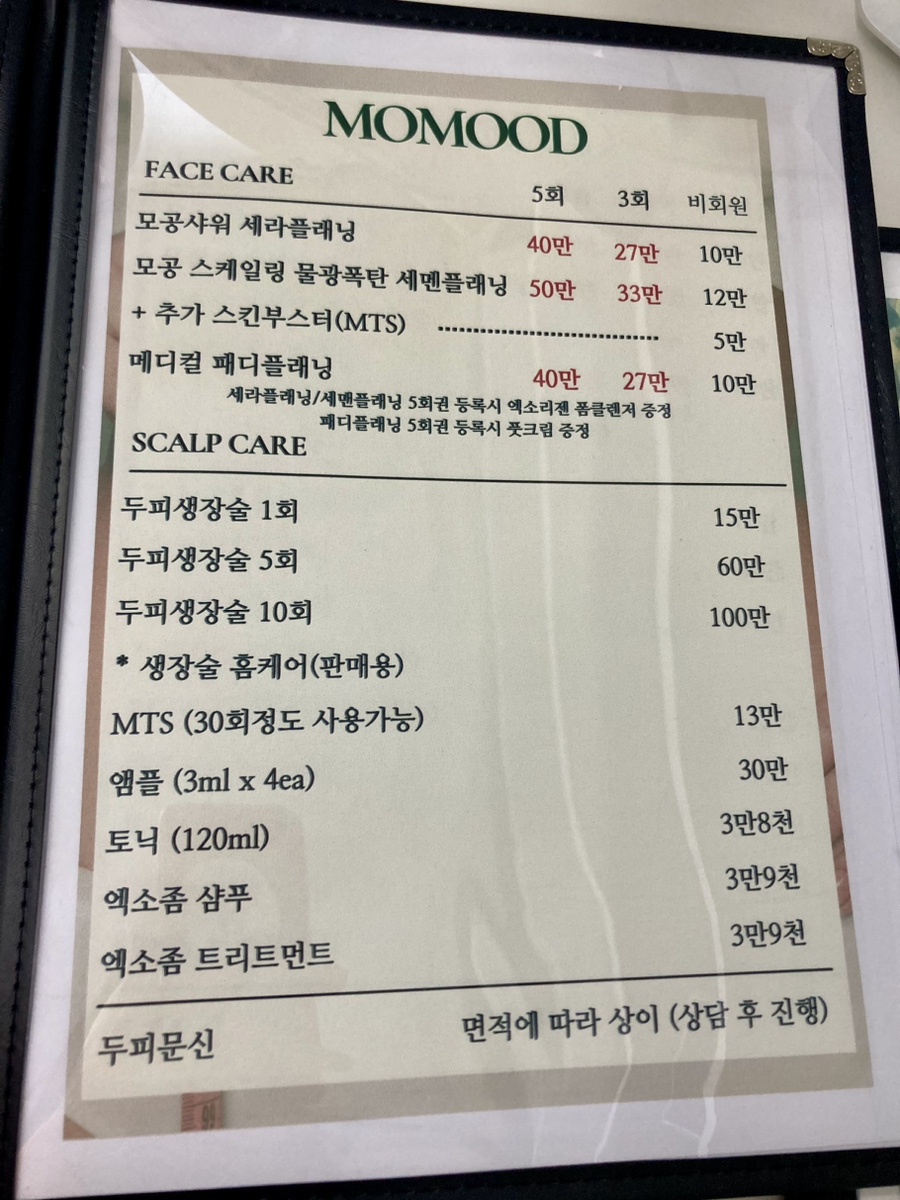 MOMOOD
FACE CARE
5회 3회 비회원
모공샤워 세라플래닝 40만 27만 10만
모공 스케일링 물광폭탄 세멘플래닝 50만 33만 12만
+ 추가 스킨부스터(MTS) ........................................ 5만
메디컬 패디플래닝 40만 27만 10만
세라플래닝/세멘플래닝 5회권 등록시 엑소리젠 폼클렌저 증정
패디플래닝 5회권 등록시 풋크림 증정
SCALP CARE
두피생장술 1회 15만
두피생장술 5회 60만
두피생장술 10회 100만
* 생장술 홈케어(판매용)
MTS (30회정도 사용가능) 13만
앰플 (3ml x 4ea) 30만
토닉 (120ml) 3만8천
엑소좀 샴푸 3만9천
엑소좀 트리트먼트 3만9천
두피문신 면적에 따라 상이 (상담 후 진행)